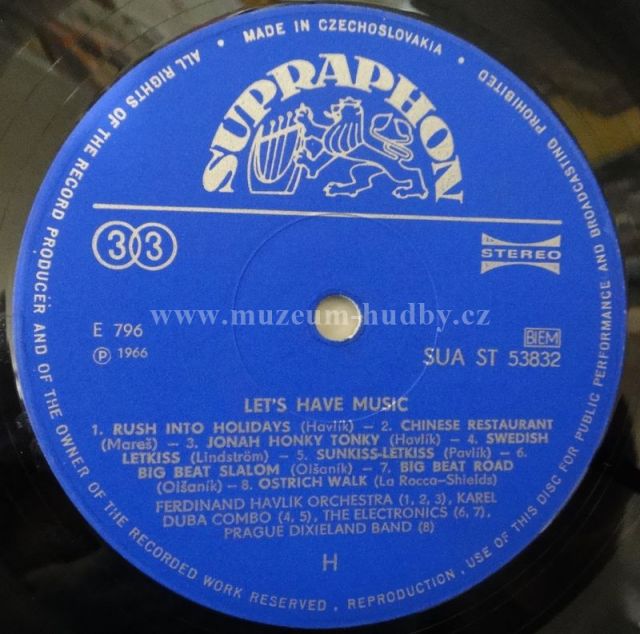 ALL RIGHTS OF THE RECORD PRODUCER AND OF THE OWNER OF THE RECORDED WORK RESERVED, REPRODUCTION, USE OF THIS DISC FOR PUBLIC PERFORMANCE AND BROADCASTING PROHIBITED
• MADE IN CZECHOSLOVAKIA •
SUPRAPHON
33
STEREO
www.muzeum-hudby.cz
E 796
BIEM
Ⓟ 1966
SUA ST 53832
LET'S HAVE MUSIC
1. RUSH INTO HOLIDAYS (Havlík) – 2. CHINESE RESTAURANT
(Mareš) – 3. JONAH HONKY TONKY (Havlík) – 4. SWEDISH
LETKISS (Lindström) – 5. SUNKISS-LETKISS (Pavlík) – 6.
BIG BEAT SLALOM (Olšaník) – 7. BIG BEAT ROAD
(Olšaník) – 8. OSTRICH WALK (La Rocca–Shields)
FERDINAND HAVLÍK ORCHESTRA (1, 2, 3), KAREL
DUBA COMBO (4, 5), THE ELECTRONICS (6, 7),
PRAGUE DIXIELAND BAND (8)
H